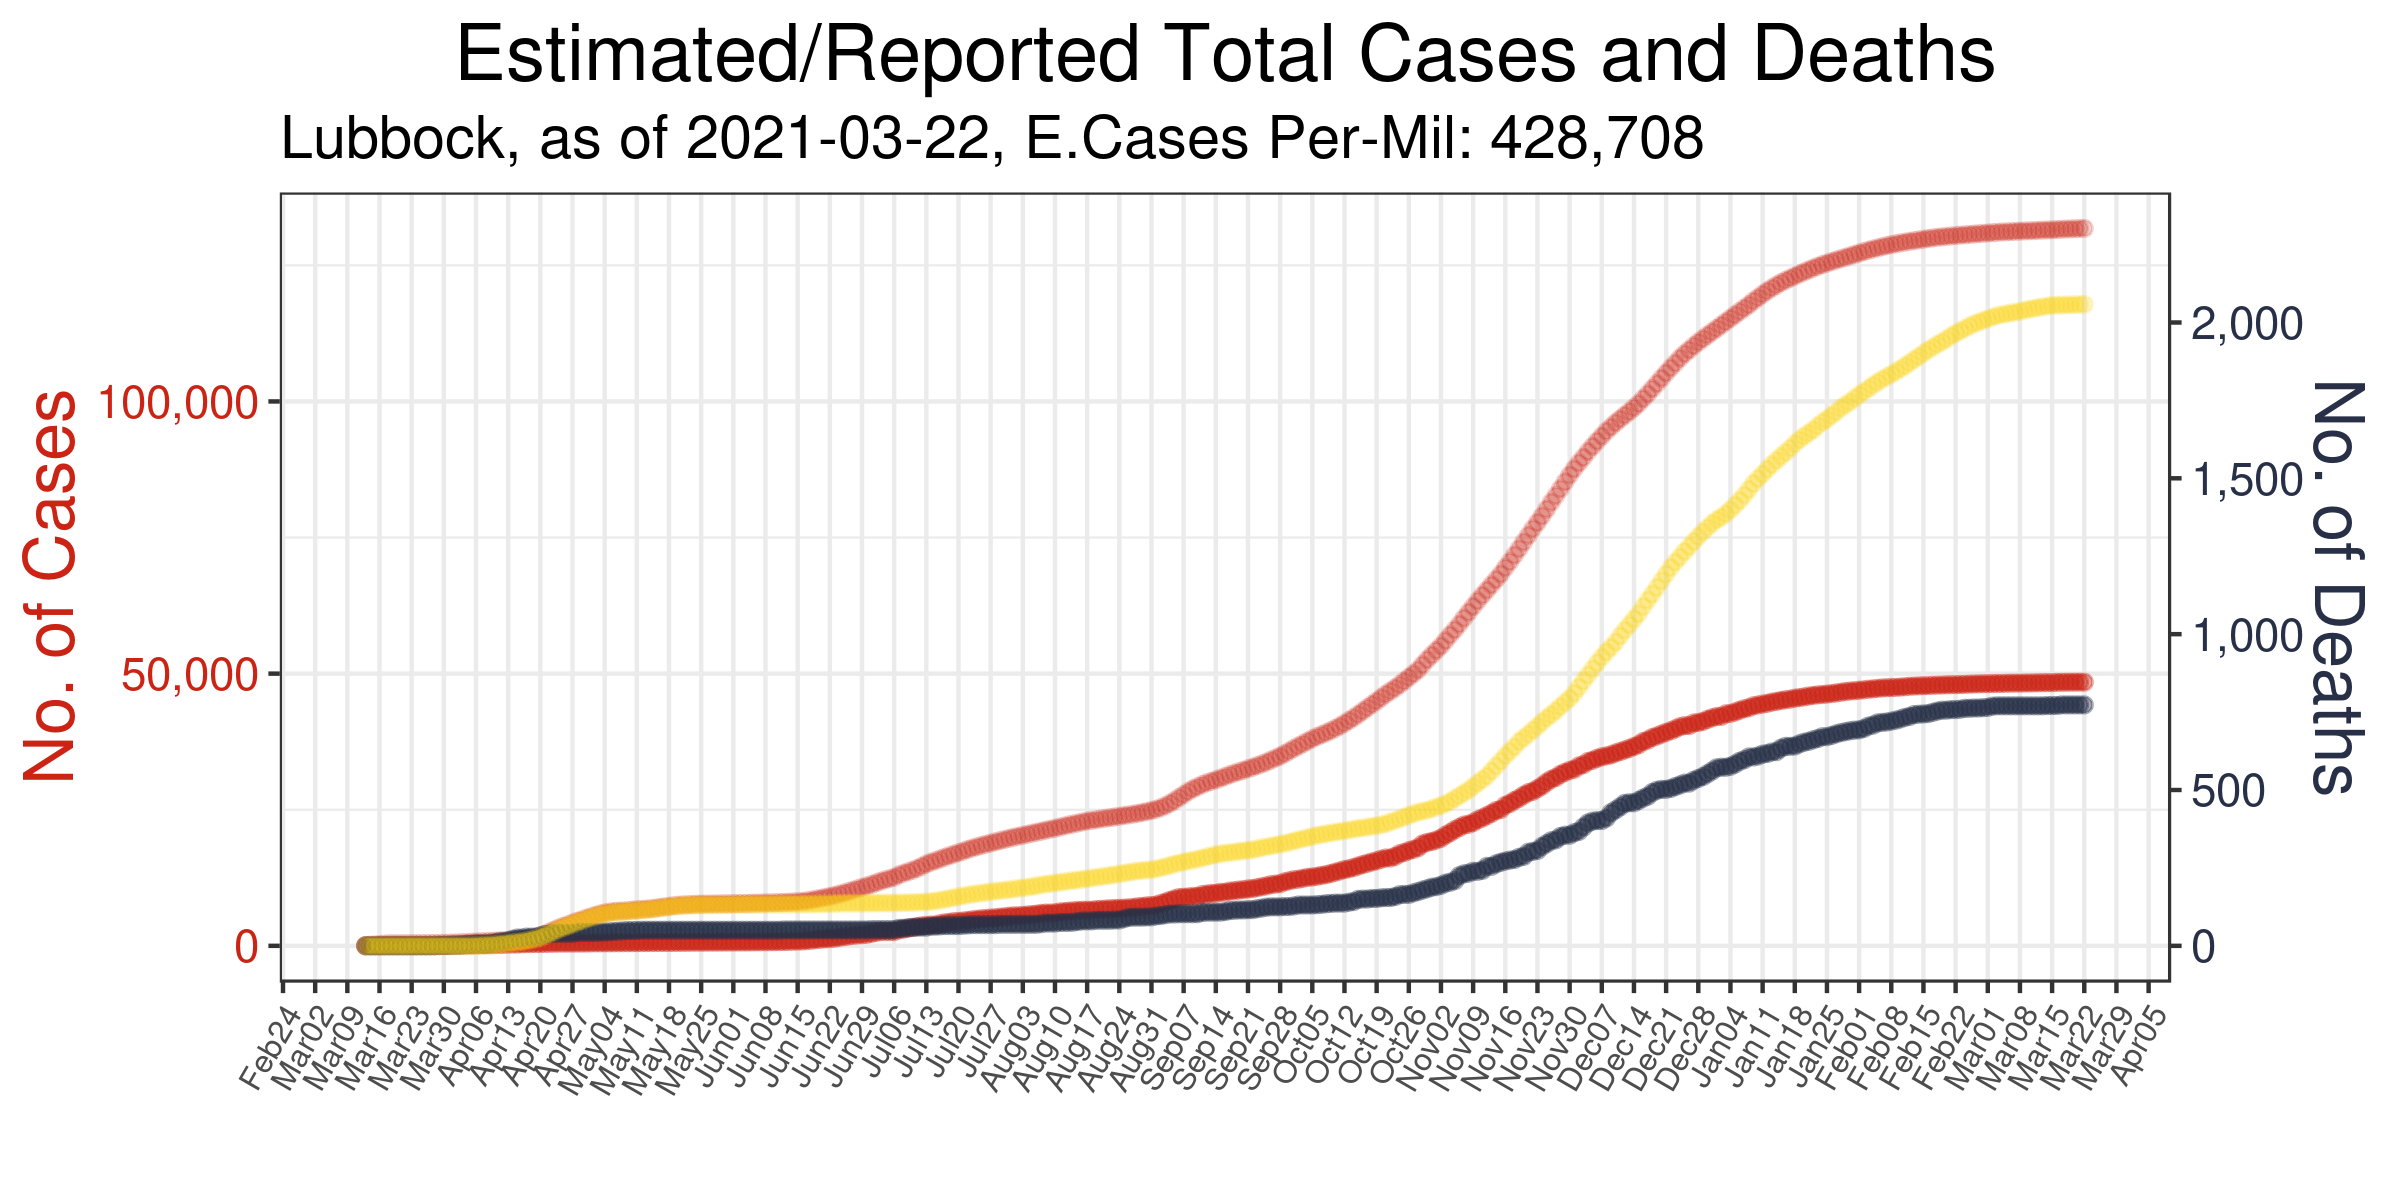 Estimated/Reported Total Cases and Deaths
Lubbock, as of 2021-03-22, E.Cases Per-Mil: 428,708
No. of Cases
100,000
50,000
0
2,000
1,500
1,000
500
0
No. of Deaths
Feb24
Mar02
Mar09
Mar16
Mar23
Mar30
Apr06
Apr13
Apr20
Apr27
May04
May11
May18
May25
Jun01
Jun08
Jun15
Jun22
Jun29
Jul06
Jul13
Jul20
Jul27
Aug03
Aug10
Aug17
Aug24
Aug31
Sep07
Sep14
Sep21
Sep28
Oct05
Oct12
Oct19
Oct26
Nov02
Nov09
Nov16
Nov23
Nov30
Dec07
Dec14
Dec21
Dec28
Jan04
Jan11
Jan18
Jan25
Feb01
Feb08
Feb15
Feb22
Mar01
Mar08
Mar15
Mar22
Mar29
Apr05